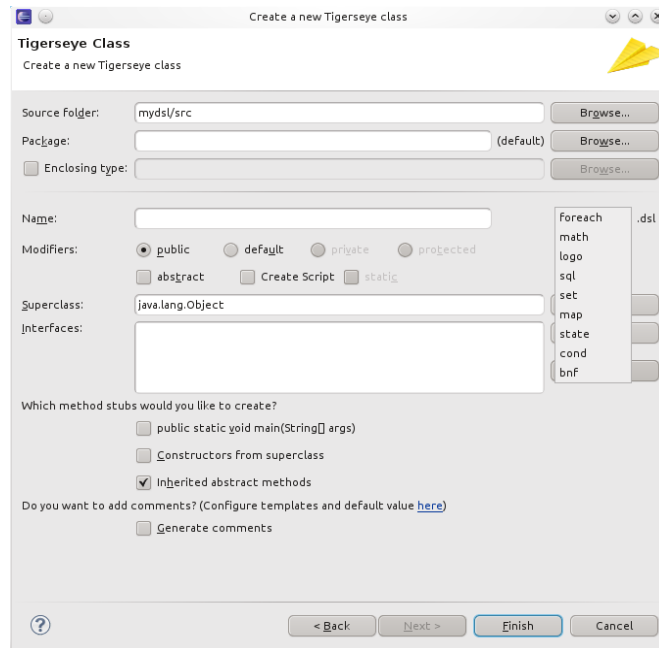 Create a new Tigerseye class
Tigerseye Class
Create a new Tigerseye class
Source folder: mydsl/src Browse...
Package: (default) Browse...
Enclosing type: Browse...
Name: .dsl
foreach
math
logo
sql
set
map
state
cond
bnf
Modifiers: public default private protected
abstract Create Script static
Superclass: java.lang.Object
Interfaces:
Which method stubs would you like to create?
public static void main(String[] args)
Constructors from superclass
Inherited abstract methods
Do you want to add comments? (Configure templates and default value here)
Generate comments
? < Back Next > Finish Cancel